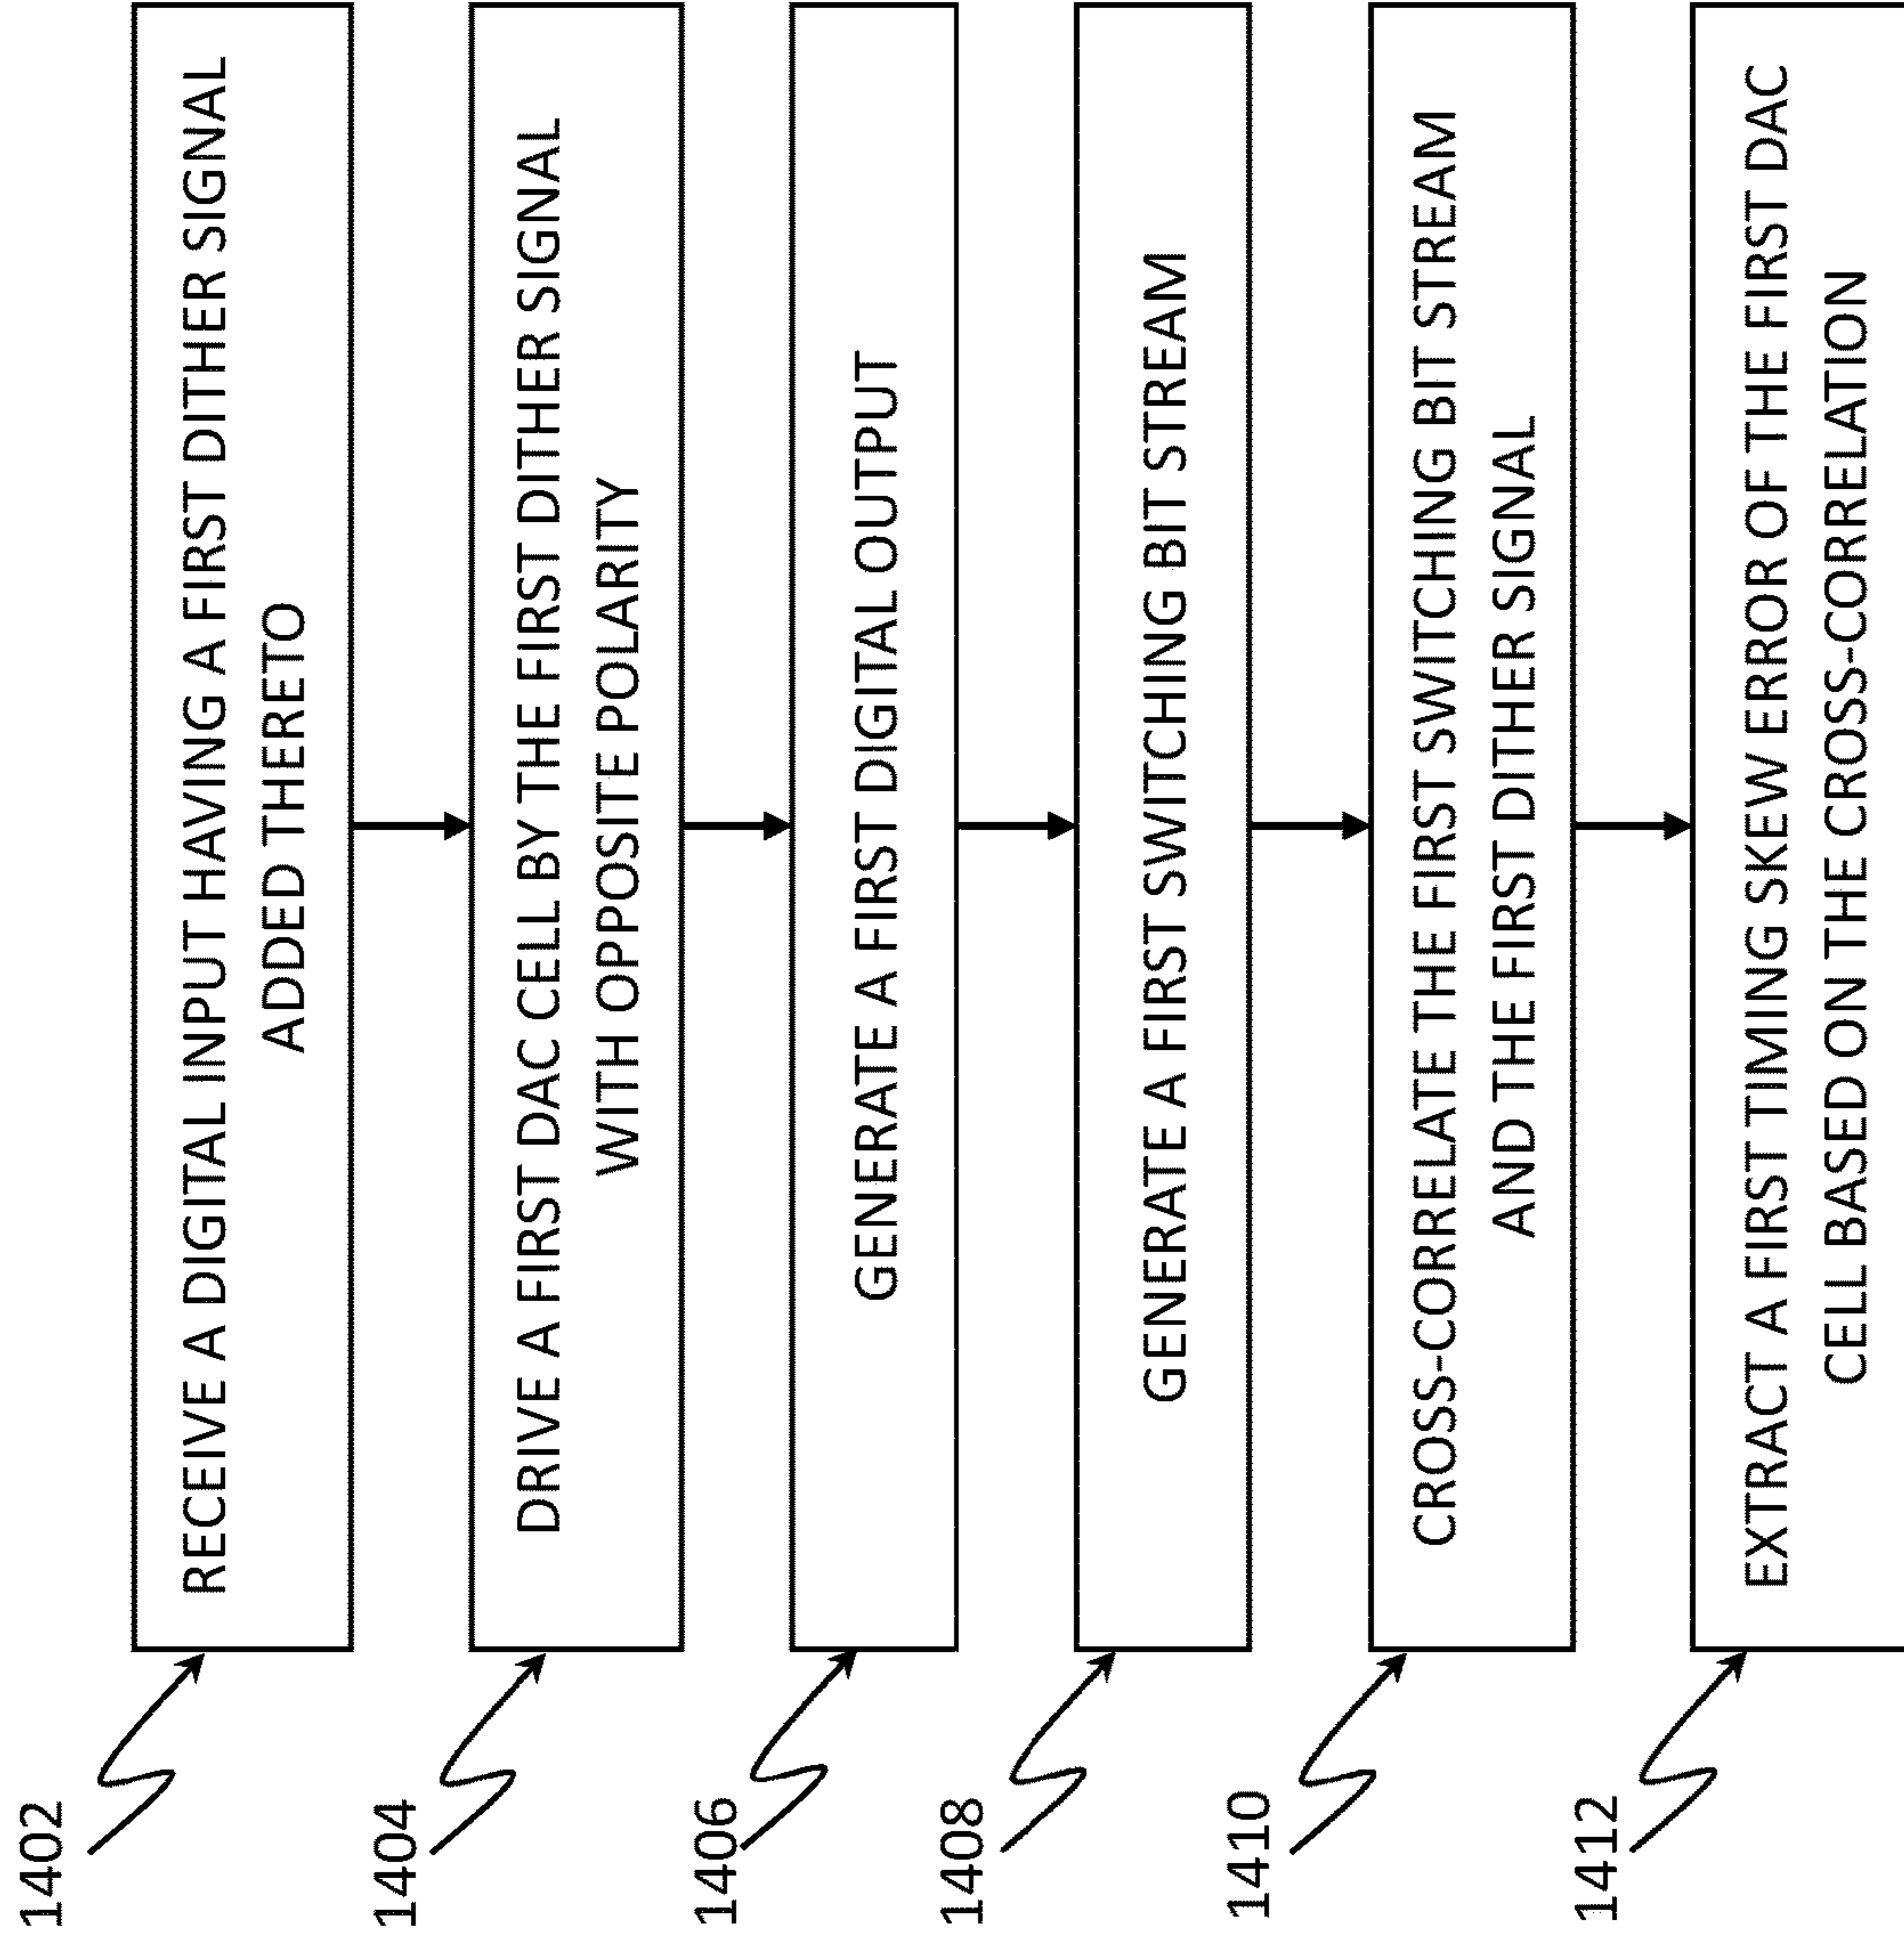 1402
RECEIVE A DIGITAL INPUT HAVING A FIRST DITHER SIGNAL
ADDED THERETO
1404
DRIVE A FIRST DAC CELL BY THE FIRST DITHER SIGNAL
WITH OPPOSITE POLARITY
1406
GENERATE A FIRST DIGITAL OUTPUT
1408
GENERATE A FIRST SWITCHING BIT STREAM
1410
CROSS-CORRELATE THE FIRST SWITCHING BIT STREAM
AND THE FIRST DITHER SIGNAL
1412
EXTRACT A FIRST TIMING SKEW ERROR OF THE FIRST DAC
CELL BASED ON THE CROSS-CORRELATION